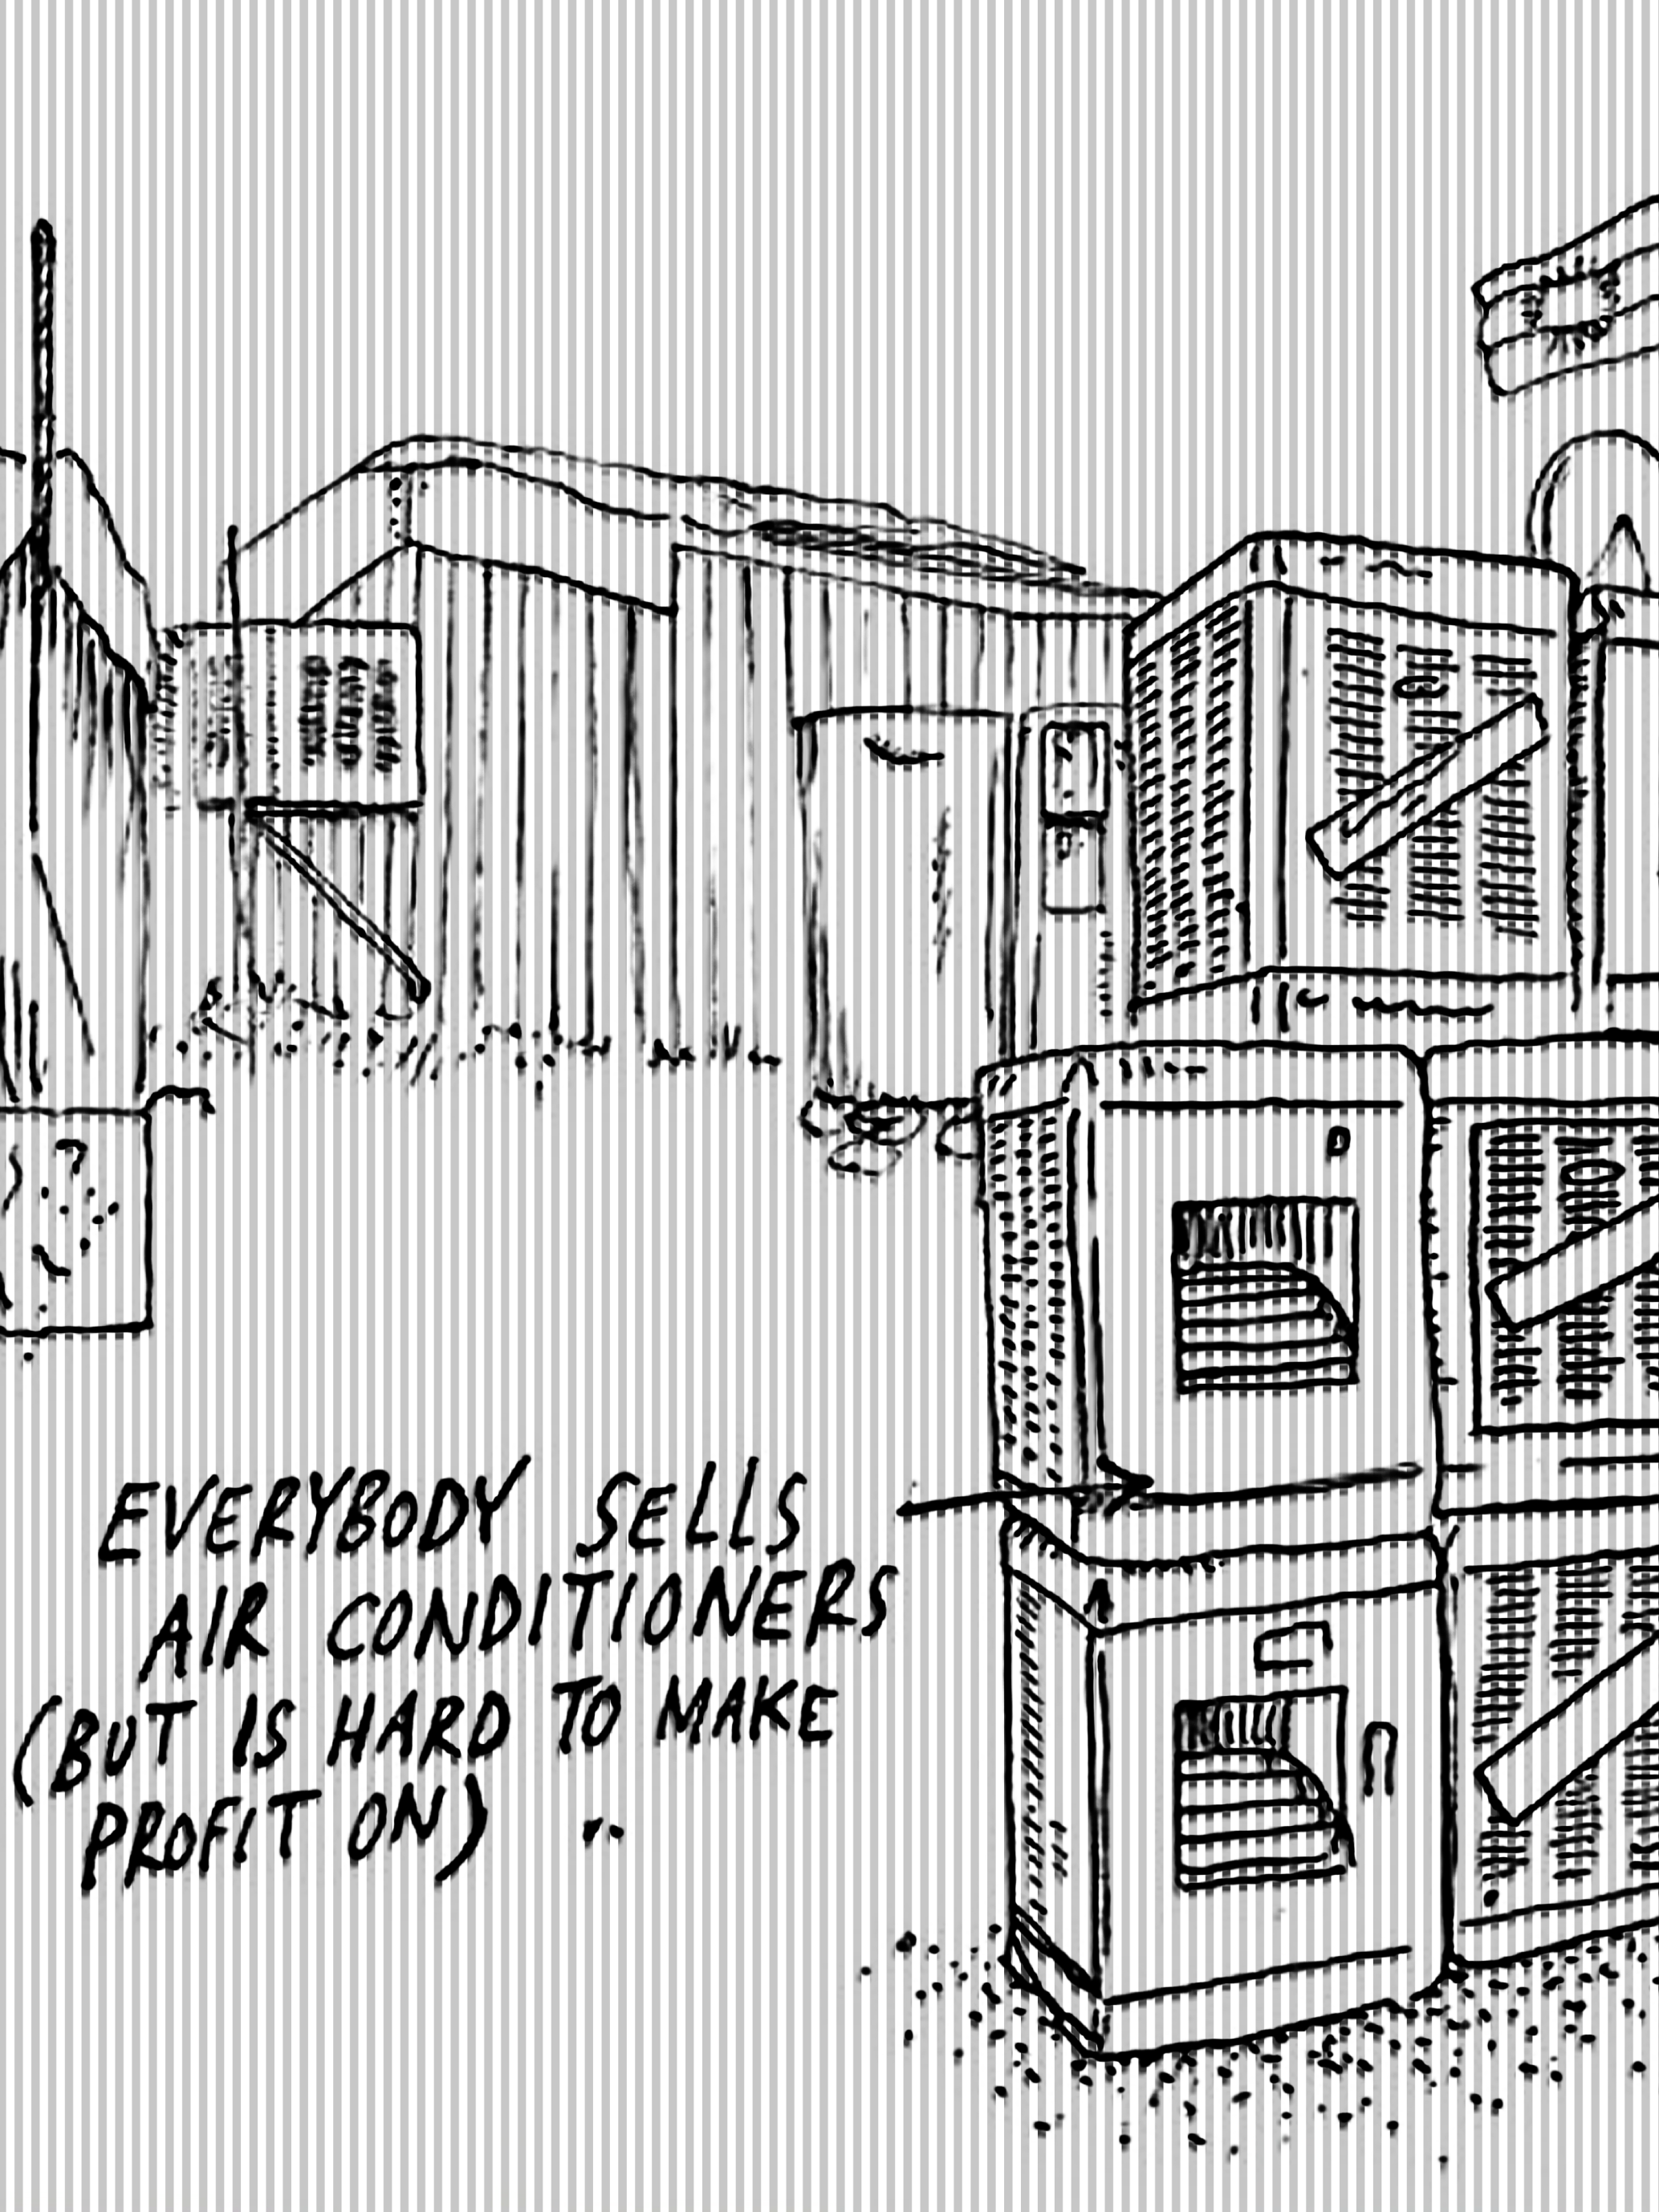 EVERYBODY SELLS
AIR CONDITIONERS
(BUT IS HARD TO MAKE
PROFIT ON)